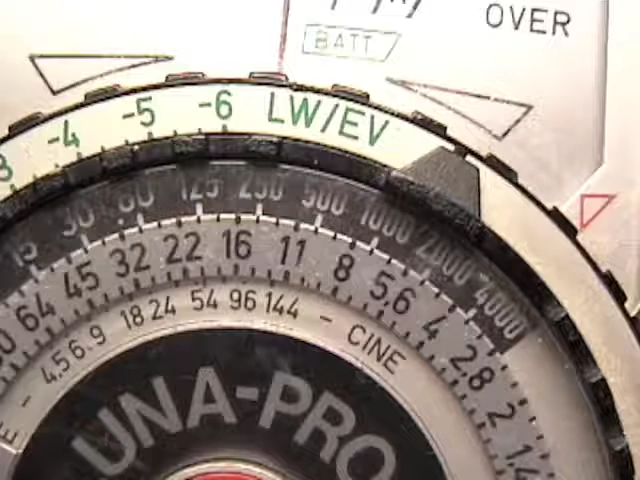 OVER
BATT
-4 -5 -6 LW/EV
15 30 60 125 250 500 1000 2000 4000
64 45 32 22 16 11 8 5,6 4 2.8 2 1.4
- 4,5 6. 9 18 24 54 96 144 - CINE
UNA-PRO